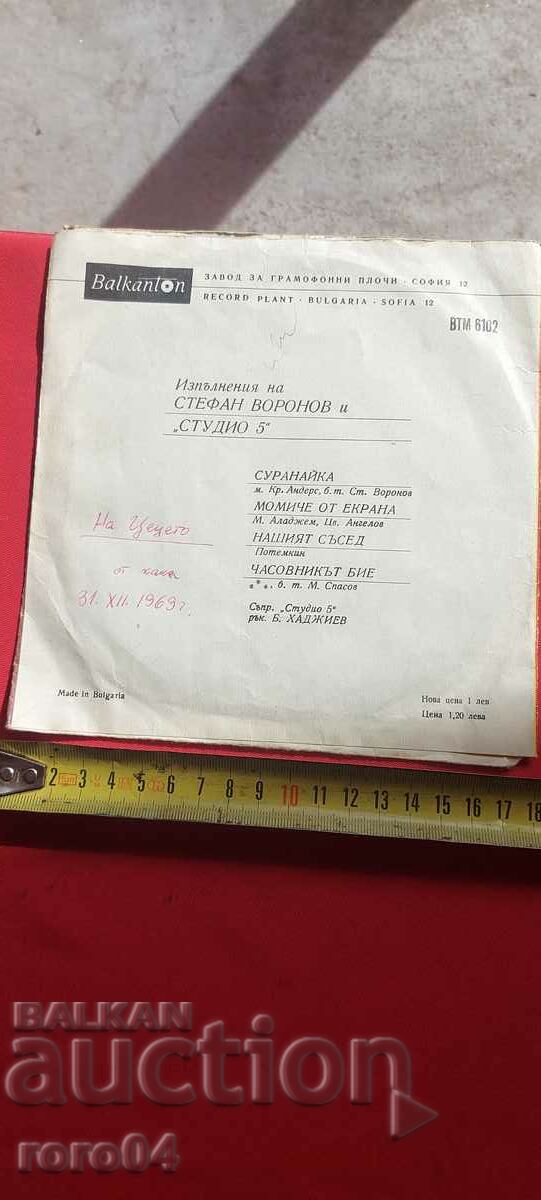 Balkanton
ЗАВОД ЗА ГРАМОФОННИ ПЛОЧИ · СОФИЯ 12
RECORD PLANT · BULGARIA · SOFIA 12
ВТМ 6102
Изпълнения на
СТЕФАН ВОРОНОВ и
„СТУДИО 5“
СУРАНАЙКА
м. Кр. Андерс, б. т. Ст. Воронов
МОМИЧЕ ОТ ЕКРАНА
М. Аладжем, Цв. Ангелов
НАШИЯТ СЪСЕД
Потемкин
ЧАСОВНИКЪТ БИЕ
***, б. т. М. Спасов
Съпр. „Студио 5“
рък. Б. ХАДЖИЕВ
На Цецето
от кака
31. XII. 1969 г.
Made in Bulgaria
Нова цена 1 лев
Цена 1,20 лева
2 3 4 5 6 7 8 9 10 11 12 13 14 15 16 17 18
BALKAN
auction
roro04